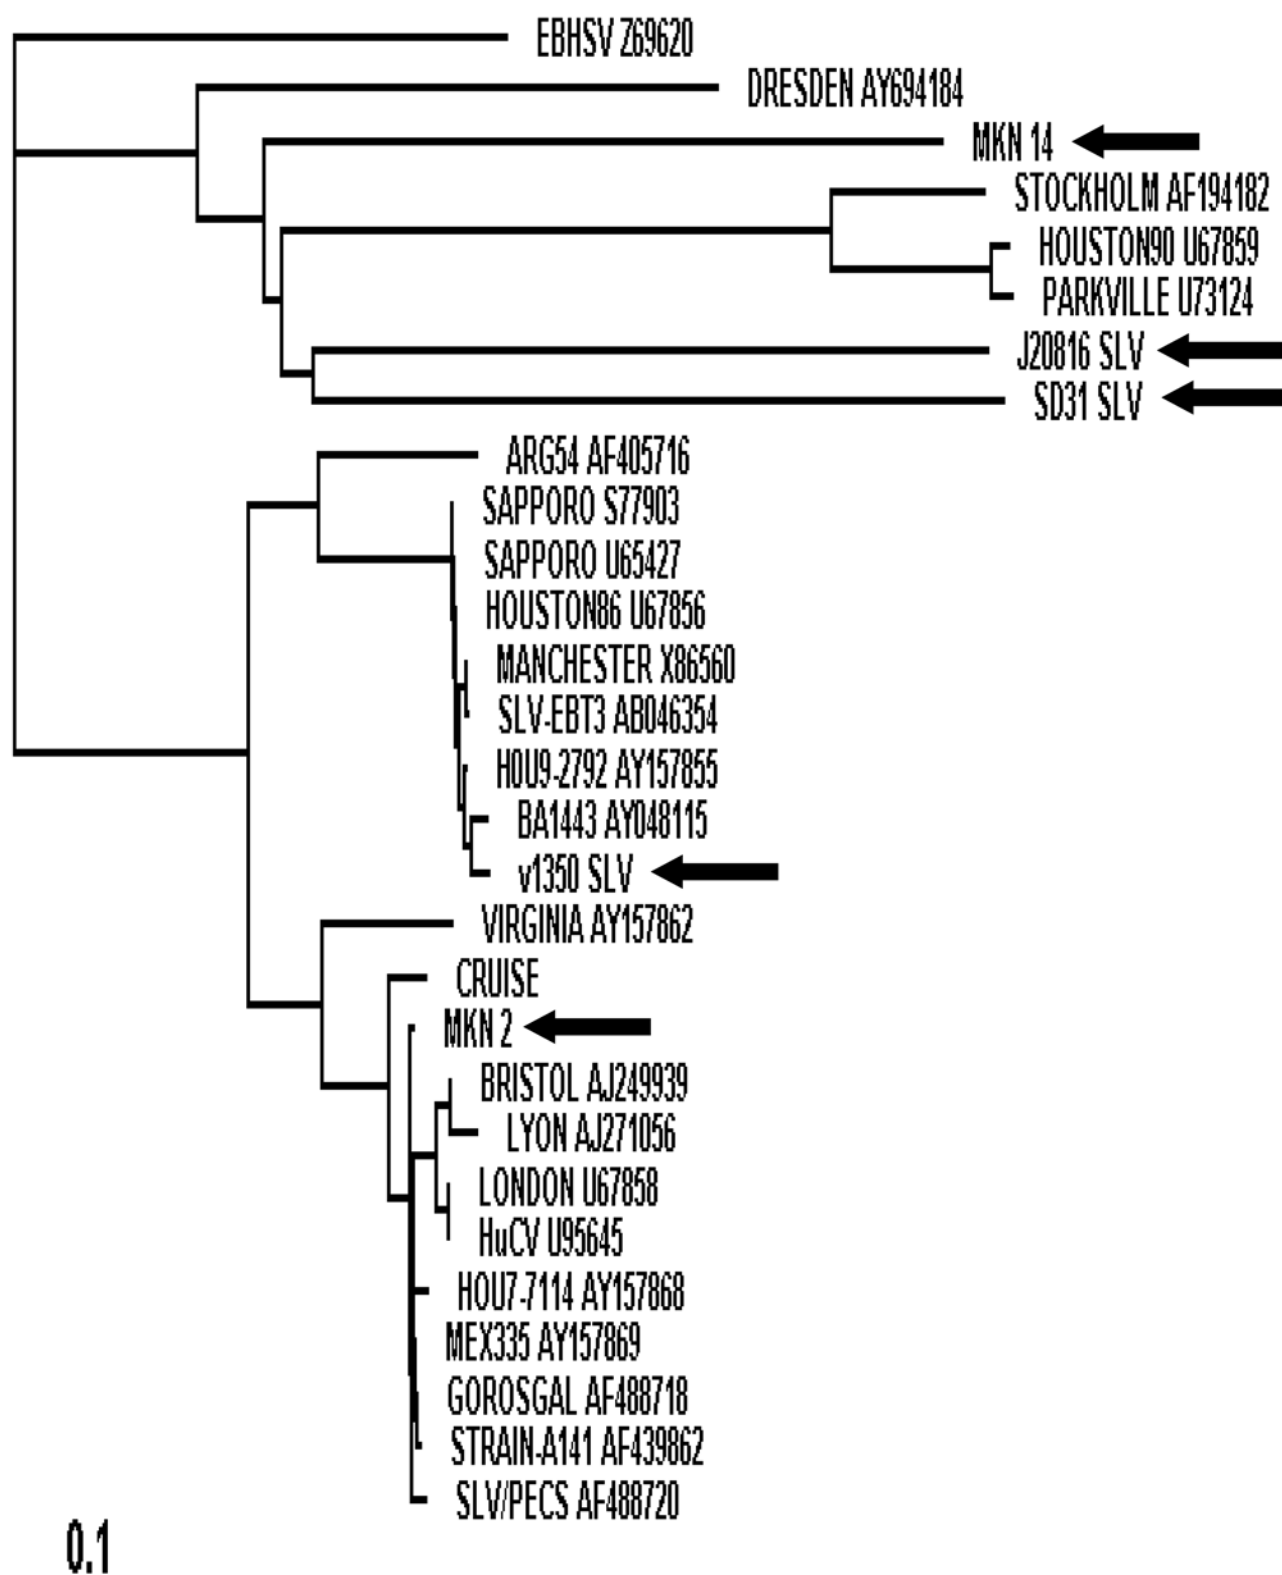 EBHSV Z69620
DRESDEN AY694184
MKN 14
STOCKHOLM AF194182
HOUSTON90 U67859
PARKVILLE U73124
J20816 SLV
SD31 SLV
ARG54 AF405716
SAPPORO S77903
SAPPORO U65427
HOUSTON86 U67856
MANCHESTER X86560
SLV-EBT3 AB046354
HOU9-2792 AY157855
BA1443 AY048115
v1350 SLV
VIRGINIA AY157862
CRUISE
MKN 2
BRISTOL AJ249939
LYON AJ271056
LONDON U67858
HuCV U95645
HOU7-7114 AY157868
MEX335 AY157869
GOROSGAL AF488718
STRAIN-A141 AF439862
SLV/PECS AF488720
0.1